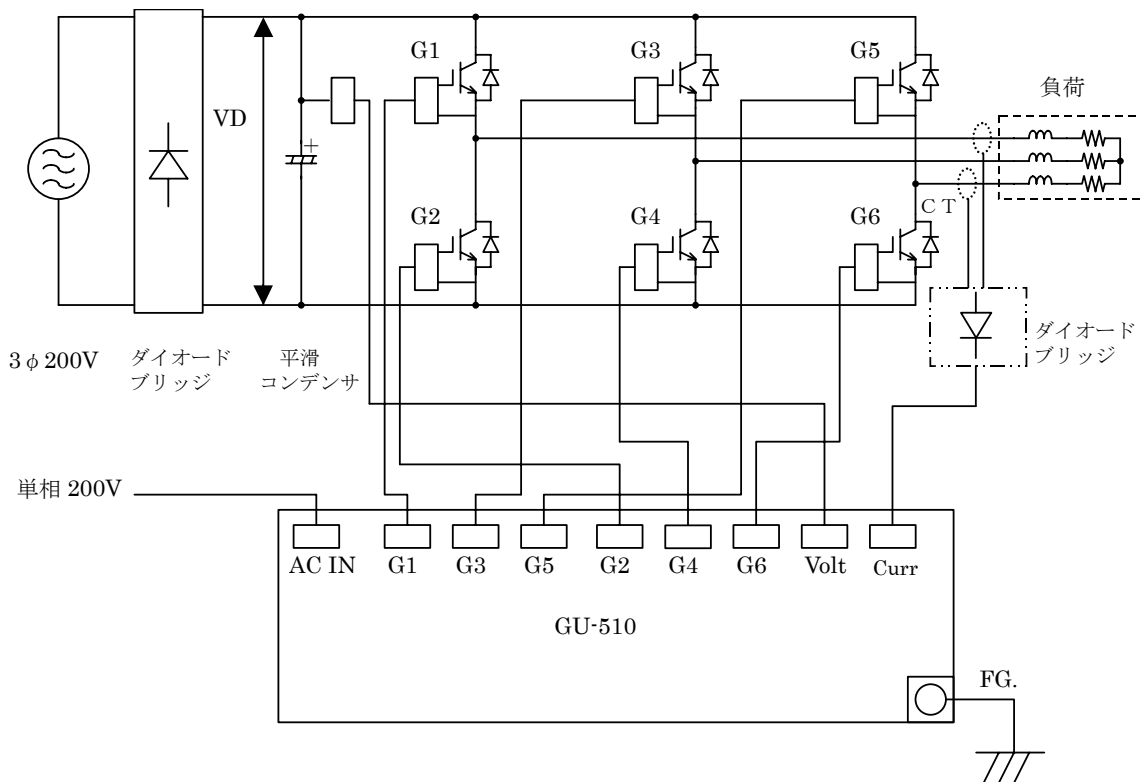 G1
G3
G5
負荷
VD
+
G2
G4
G6
ＣＴ
3φ200V
ダイオード
ブリッジ
平滑
コンデンサ
ダイオード
ブリッジ
単相 200V
AC IN
G1
G3
G5
G2
G4
G6
Volt
Curr
GU-510
FG.